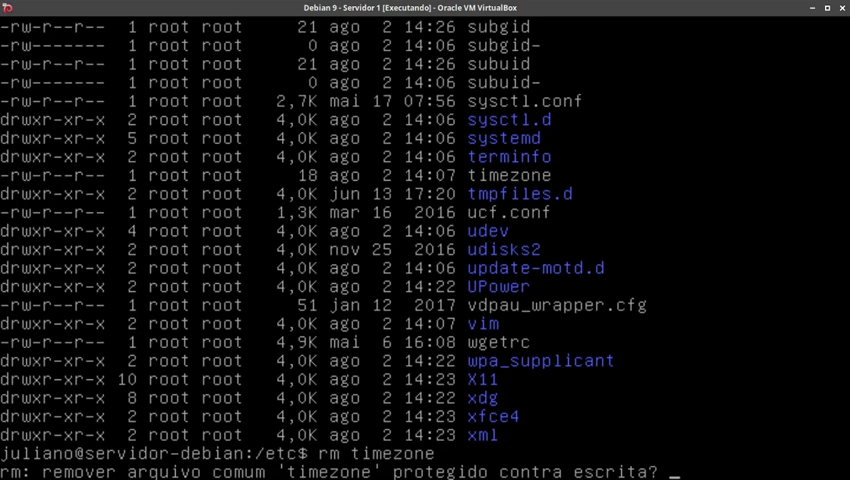 Debian 9 - Servidor 1 [Executando] - Oracle VM VirtualBox
-rw-r--r-- 1 root root 21 ago 2 14:26 subgid
-rw------- 1 root root 0 ago 2 14:06 subgid-
-rw-r--r-- 1 root root 21 ago 2 14:26 subuid
-rw------- 1 root root 0 ago 2 14:06 subuid-
-rw-r--r-- 1 root root 2,7K mai 17 07:56 sysctl.conf
drwxr-xr-x 2 root root 4,0K ago 2 14:06 sysctl.d
drwxr-xr-x 5 root root 4,0K ago 2 14:06 systemd
drwxr-xr-x 2 root root 4,0K ago 2 14:06 terminfo
-rw-r--r-- 1 root root 18 ago 2 14:07 timezone
drwxr-xr-x 2 root root 4,0K jun 13 17:20 tmpfiles.d
-rw-r--r-- 1 root root 1,3K mar 16 2016 ucf.conf
drwxr-xr-x 4 root root 4,0K ago 2 14:06 udev
drwxr-xr-x 2 root root 4,0K nov 25 2016 udisks2
drwxr-xr-x 2 root root 4,0K ago 2 14:06 update-motd.d
drwxr-xr-x 2 root root 4,0K ago 2 14:22 UPower
-rw-r--r-- 1 root root 51 jan 12 2017 vdpau_wrapper.cfg
drwxr-xr-x 2 root root 4,0K ago 2 14:07 vim
-rw-r--r-- 1 root root 4,9K mai 6 16:08 wgetrc
drwxr-xr-x 2 root root 4,0K ago 2 14:22 wpa_supplicant
drwxr-xr-x 10 root root 4,0K ago 2 14:23 X11
drwxr-xr-x 8 root root 4,0K ago 2 14:22 xdg
drwxr-xr-x 2 root root 4,0K ago 2 14:23 xfce4
drwxr-xr-x 2 root root 4,0K ago 2 14:23 xml
juliano@servidor-debian:/etc$ rm timezone
rm: remover arquivo comum 'timezone' protegido contra escrita? _